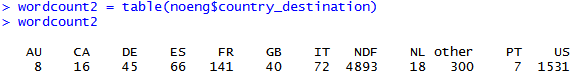 > wordcount2 = table(noeng$country_destination)
> wordcount2
AU CA DE ES FR GB IT NDF NL other PT US
8 16 45 66 141 40 72 4893 18 300 7 1531